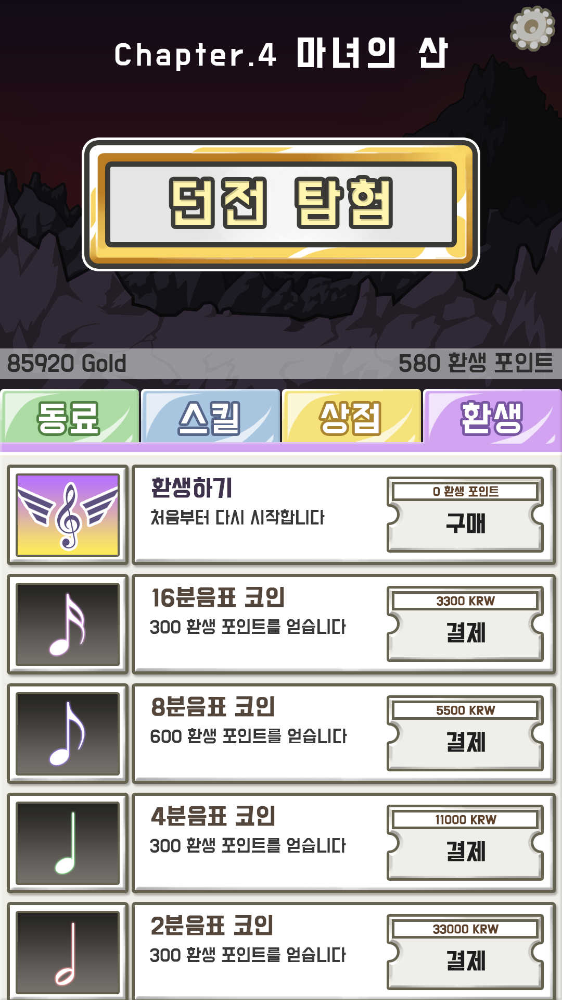 Chapter.4 마녀의 산
던전 탐험
85920 Gold
580 환생 포인트
동료
스킬
상점
환생
환생하기
처음부터 다시 시작합니다
0 환생 포인트
구매
16분음표 코인
300 환생 포인트를 얻습니다
3300 KRW
결제
8분음표 코인
600 환생 포인트를 얻습니다
5500 KRW
결제
4분음표 코인
300 환생 포인트를 얻습니다
11000 KRW
결제
2분음표 코인
300 환생 포인트를 얻습니다
33000 KRW
결제